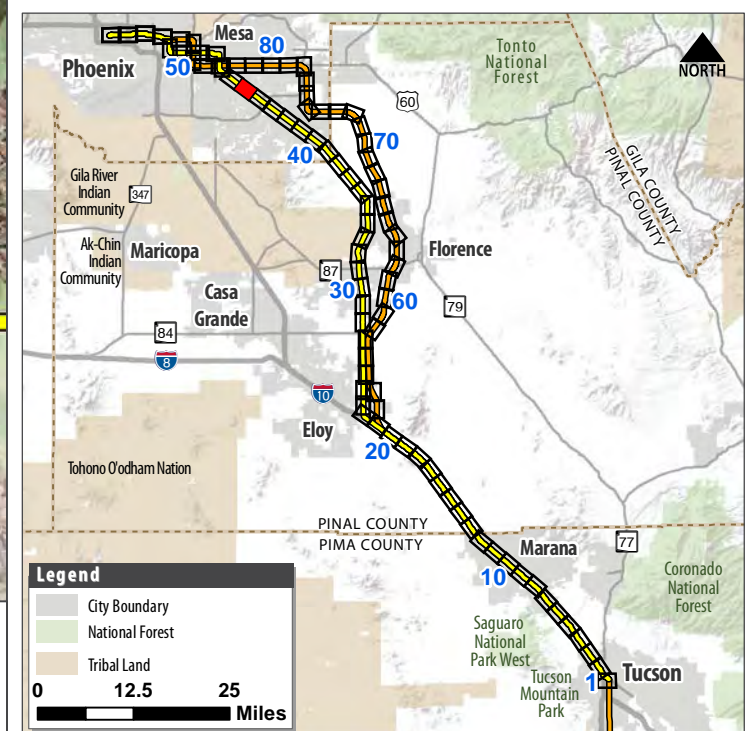 Mesa
80
Phoenix
50
Tonto
National
Forest
NORTH
60
70
40
GILA COUNTY
PINAL COUNTY
Gila River
Indian
Community
347
Ak-Chin
Indian
Community
Maricopa
Florence
87
30
Casa
Grande
60
79
84
8
10
Eloy
20
Tohono O'odham Nation
PINAL COUNTY
PIMA COUNTY
Marana
77
10
Coronado
National
Forest
Saguaro
National
Park West
Tucson
Mountain
Park
1
Tucson
Legend
City Boundary
National Forest
Tribal Land
0 12.5 25
Miles